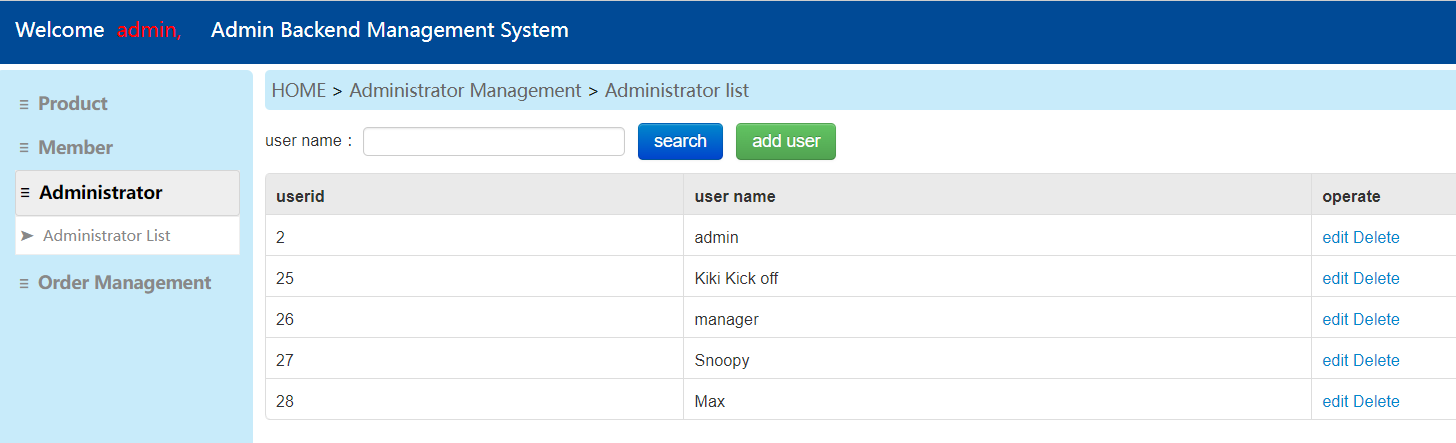 Welcome admin, Admin Backend Management System
Product
Member
Administrator
Administrator List
Order Management
HOME > Administrator Management > Administrator list
user name : search add user
userid user name operate
2 admin edit Delete
25 Kiki Kick off edit Delete
26 manager edit Delete
27 Snoopy edit Delete
28 Max edit Delete